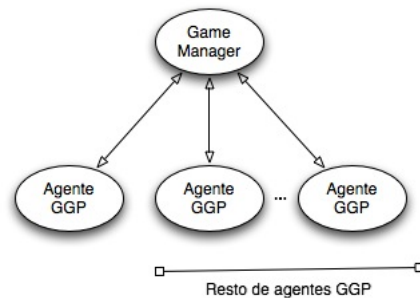 Game
Manager
Agente
GGP
Agente
GGP
...
Agente
GGP
Resto de agentes GGP